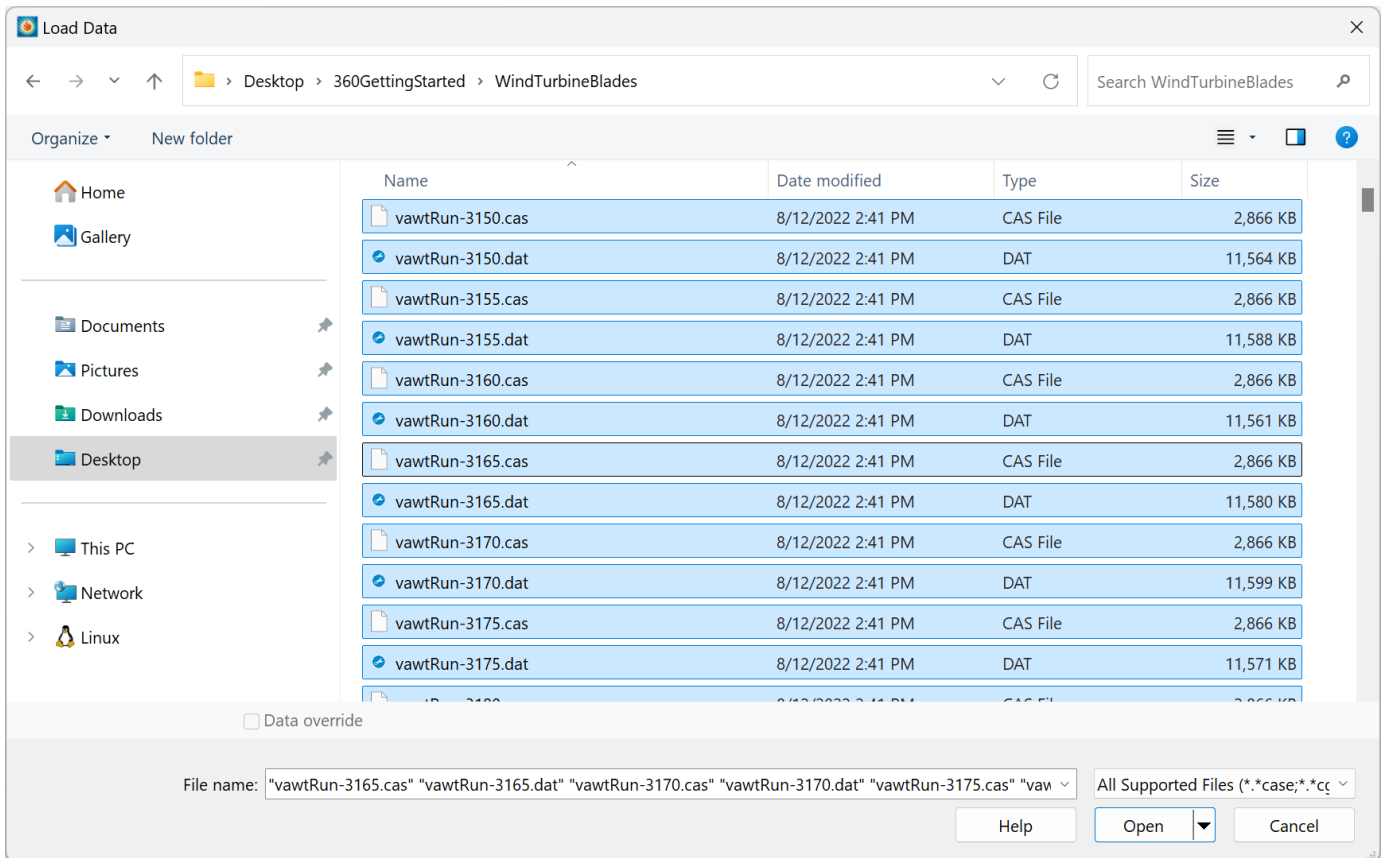 Load Data
Desktop › 360GettingStarted › WindTurbineBlades
Search WindTurbineBlades
Organize New folder
?
Home
Gallery
Documents
Pictures
Downloads
Desktop
This PC
Network
Linux
Name Date modified Type Size
vawtRun-3150.cas 8/12/2022 2:41 PM CAS File 2,866 KB
vawtRun-3150.dat 8/12/2022 2:41 PM DAT 11,564 KB
vawtRun-3155.cas 8/12/2022 2:41 PM CAS File 2,866 KB
vawtRun-3155.dat 8/12/2022 2:41 PM DAT 11,588 KB
vawtRun-3160.cas 8/12/2022 2:41 PM CAS File 2,866 KB
vawtRun-3160.dat 8/12/2022 2:41 PM DAT 11,561 KB
vawtRun-3165.cas 8/12/2022 2:41 PM CAS File 2,866 KB
vawtRun-3165.dat 8/12/2022 2:41 PM DAT 11,580 KB
vawtRun-3170.cas 8/12/2022 2:41 PM CAS File 2,866 KB
vawtRun-3170.dat 8/12/2022 2:41 PM DAT 11,599 KB
vawtRun-3175.cas 8/12/2022 2:41 PM CAS File 2,866 KB
vawtRun-3175.dat 8/12/2022 2:41 PM DAT 11,571 KB
Data override
File name: "vawtRun-3165.cas" "vawtRun-3165.dat" "vawtRun-3170.cas" "vawtRun-3170.dat" "vawtRun-3175.cas" "vaw
All Supported Files (*.*case;*.*cg
Help Open Cancel